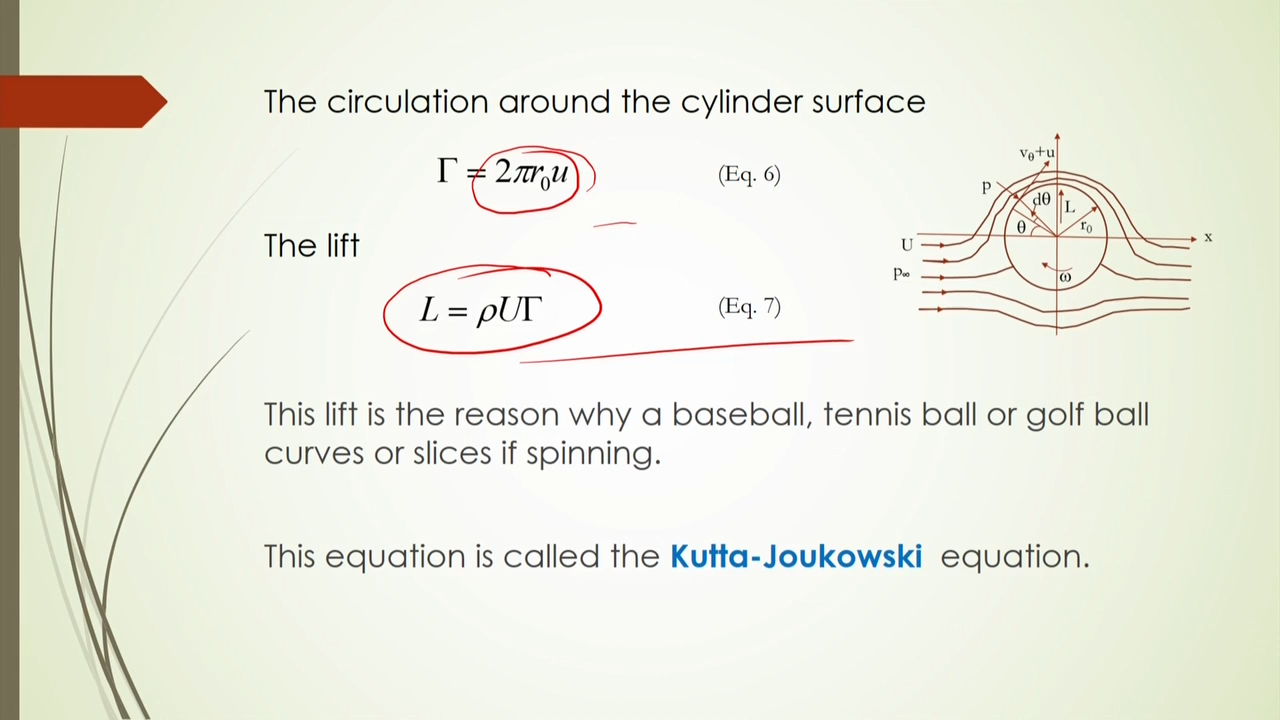 The circulation around the cylinder surface
Γ = 2πr₀u (Eq. 6)
The lift
L = ρUΓ (Eq. 7)
This lift is the reason why a baseball, tennis ball or golf ball
curves or slices if spinning.
This equation is called the Kutta-Joukowski equation.
vθ+u
p
dθ
L
θ
r₀
U
x
p∞
ω